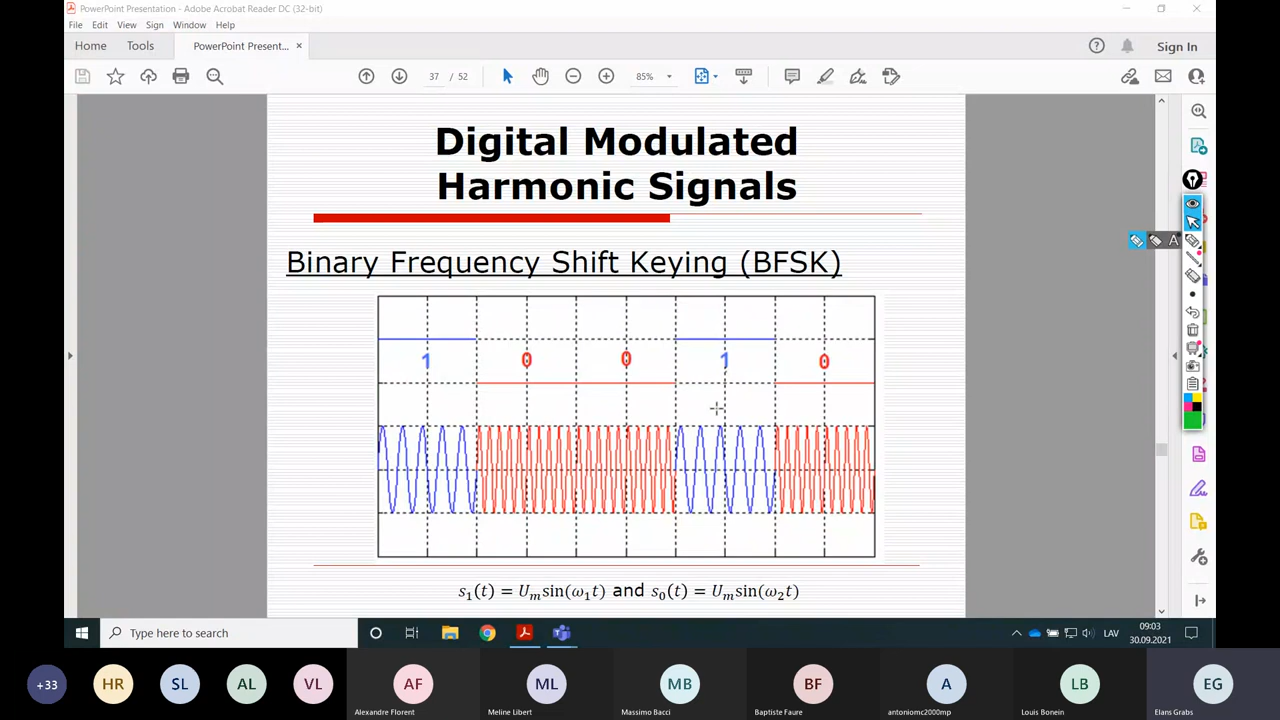 PowerPoint Presentation - Adobe Acrobat Reader DC (32-bit)
File Edit View Sign Window Help
Home Tools PowerPoint Present... × Sign In
37 / 52 85%
Digital Modulated
Harmonic Signals
Binary Frequency Shift Keying (BFSK)
1 0 0 1 0
s₁(t) = Uₘsin(ω₁t) and s₀(t) = Uₘsin(ω₂t)
A
Type here to search
LAV
09:03
30.09.2021
+33 HR SL AL VL AF ML MB BF A LB EG
Alexandre Florent Meline Libert Massimo Bacci Baptiste Faure antoniomc2000mp Louis Bonein Elans Grabs